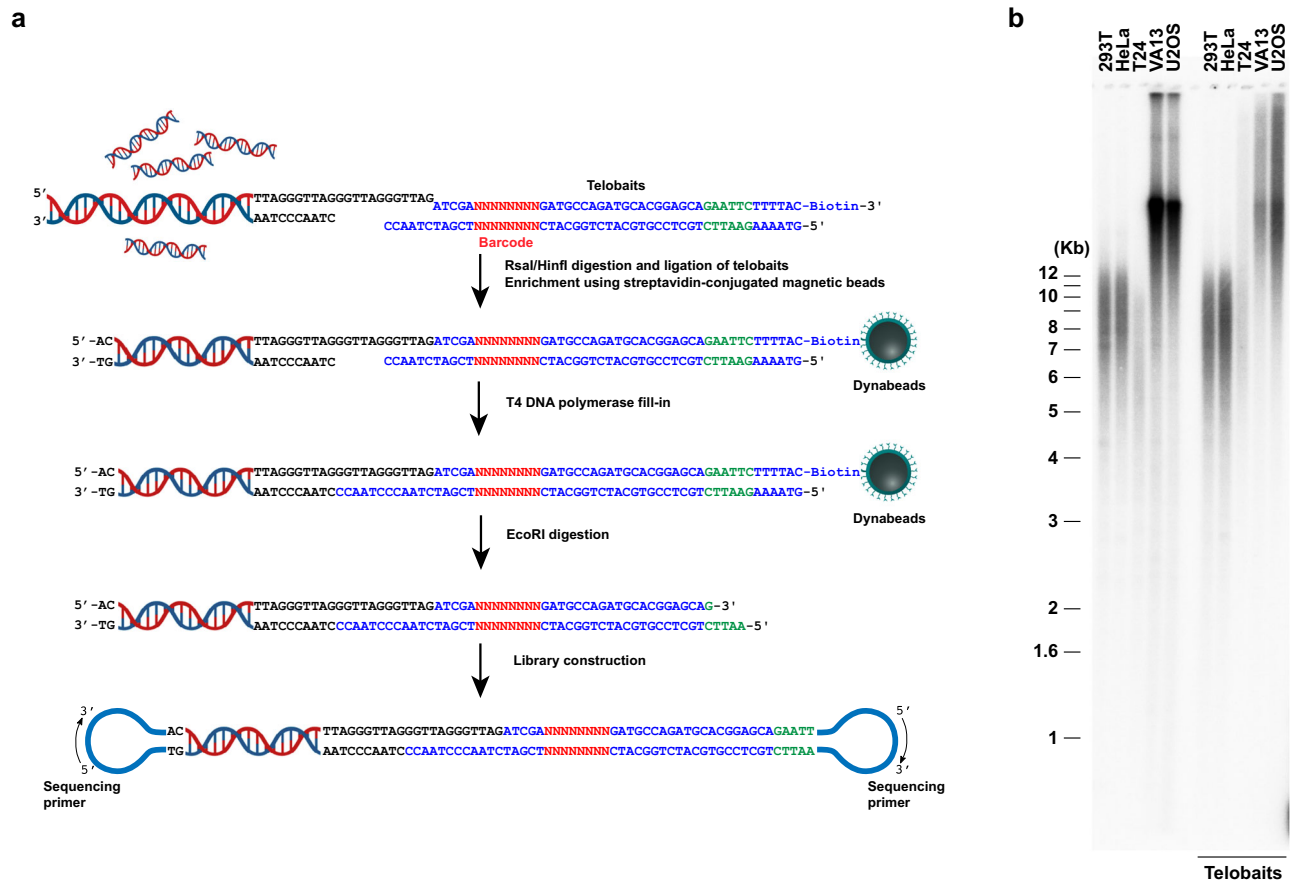 a
5′
3′
TTAGGGTTAGGGTTAGGGTTAG
AATCCCAATC
Telobaits
ATCGANNNNNNNNGATGCCAGATGCACGGAGCAGAATTCTTTTAC-Biotin-3'
CCAATCTAGCTNNNNNNNNCTACGGTCTACGTGCCTCGTCTTAAGAAAATG-5'
Barcode
RsaI/HinfI digestion and ligation of telobaits
Enrichment using streptavidin-conjugated magnetic beads
5′-AC TTAGGGTTAGGGTTAGGGTTAGATCGANNNNNNNNGATGCCAGATGCACGGAGCAGAATTCTTTTAC-Biotin
3′-TG AATCCCAATC CCAATCTAGCTNNNNNNNNCTACGGTCTACGTGCCTCGTCTTAAGAAAATG-5'
Dynabeads
T4 DNA polymerase fill-in
5′-AC TTAGGGTTAGGGTTAGGGTTAGATCGANNNNNNNNGATGCCAGATGCACGGAGCAGAATTCTTTTAC-Biotin
3′-TG AATCCCAATCCCAATCCCAATCTAGCTNNNNNNNNCTACGGTCTACGTGCCTCGTCTTAAGAAAATG-5'
Dynabeads
EcoRI digestion
5′-AC TTAGGGTTAGGGTTAGGGTTAGATCGANNNNNNNNGATGCCAGATGCACGGAGCAG-3'
3′-TG AATCCCAATCCCAATCCCAATCTAGCTNNNNNNNNCTACGGTCTACGTGCCTCGTCTTAA-5'
Library construction
3′
5′
AC TTAGGGTTAGGGTTAGGGTTAGATCGANNNNNNNNGATGCCAGATGCACGGAGCAGAATT
TG AATCCCAATCCCAATCCCAATCTAGCTNNNNNNNNCTACGGTCTACGTGCCTCGTCTTAA
5′
3′
Sequencing
primer
Sequencing
primer
b
293T
HeLa
T24
VA13
U2OS
293T
HeLa
T24
VA13
U2OS
(Kb)
12
10
8
7
6
5
4
3
2
1.6
1
Telobaits